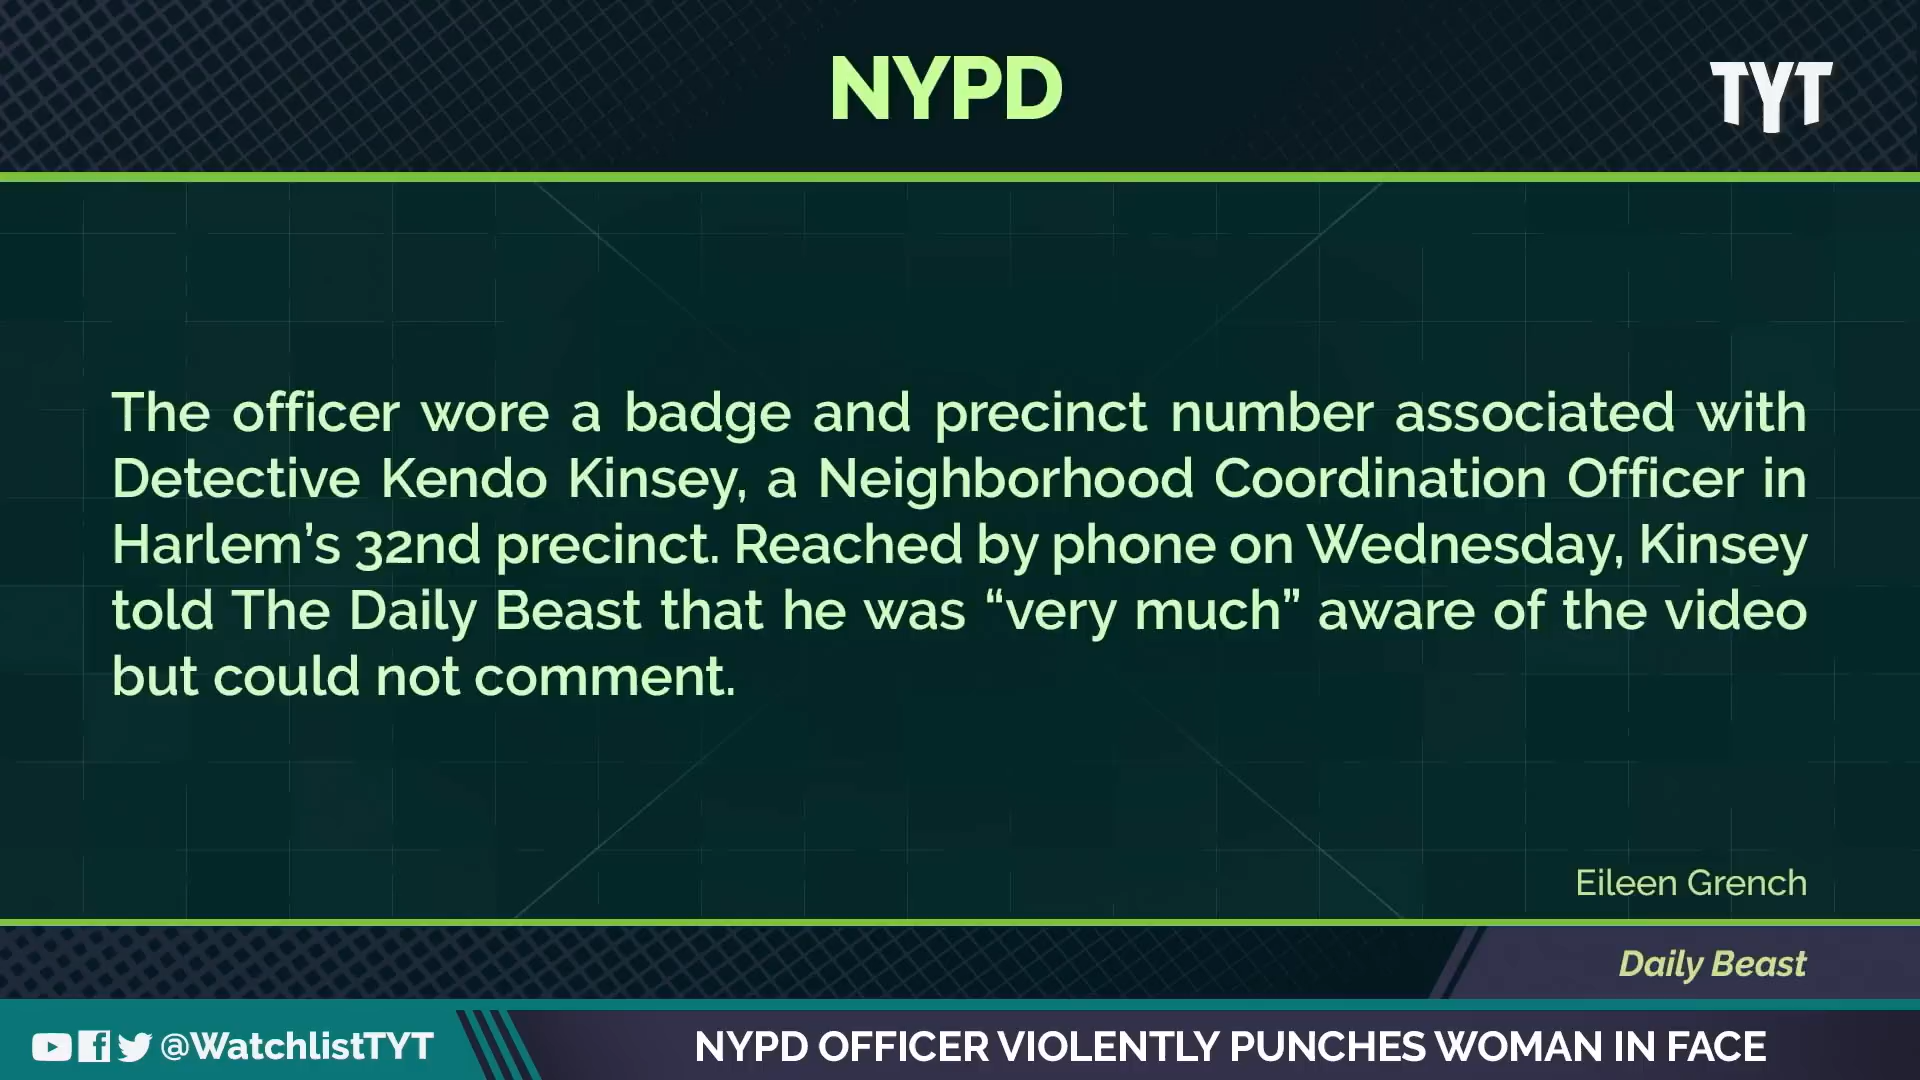 NYPD
TYT
The officer wore a badge and precinct number associated with
Detective Kendo Kinsey, a Neighborhood Coordination Officer in
Harlem’s 32nd precinct. Reached by phone on Wednesday, Kinsey
told The Daily Beast that he was “very much” aware of the video
but could not comment.
Eileen Grench
Daily Beast
@WatchlistTYT
NYPD OFFICER VIOLENTLY PUNCHES WOMAN IN FACE